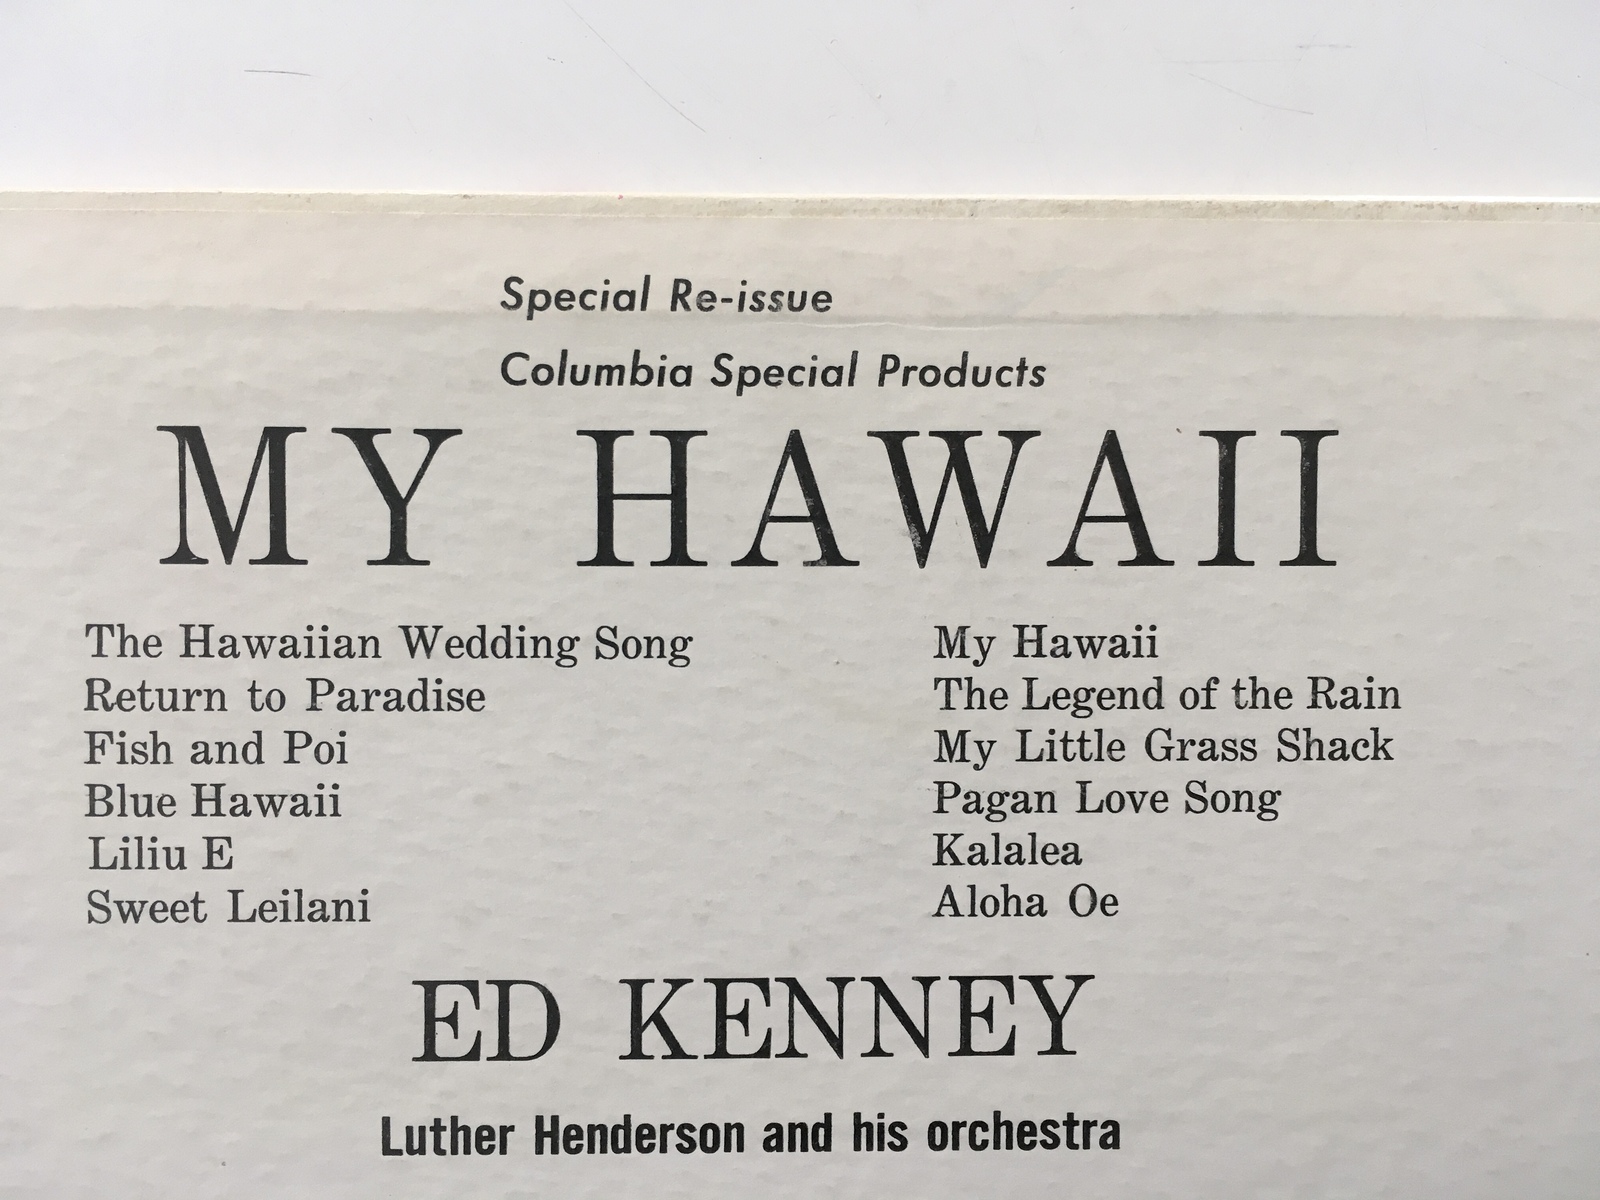 Special Re-issue
Columbia Special Products
MY HAWAII
The Hawaiian Wedding Song
Return to Paradise
Fish and Poi
Blue Hawaii
Liliu E
Sweet Leilani
My Hawaii
The Legend of the Rain
My Little Grass Shack
Pagan Love Song
Kalalea
Aloha Oe
ED KENNEY
Luther Henderson and his orchestra